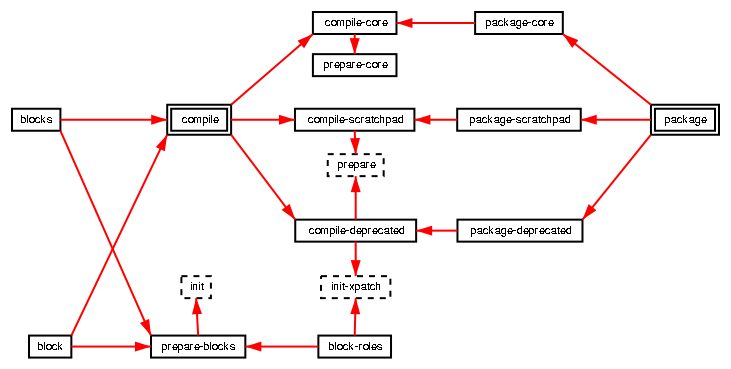 compile-core
package-core
prepare-core
blocks
compile
compile-scratchpad
package-scratchpad
package
prepare
compile-deprecated
package-deprecated
init
init-xpatch
block
prepare-blocks
block-roles